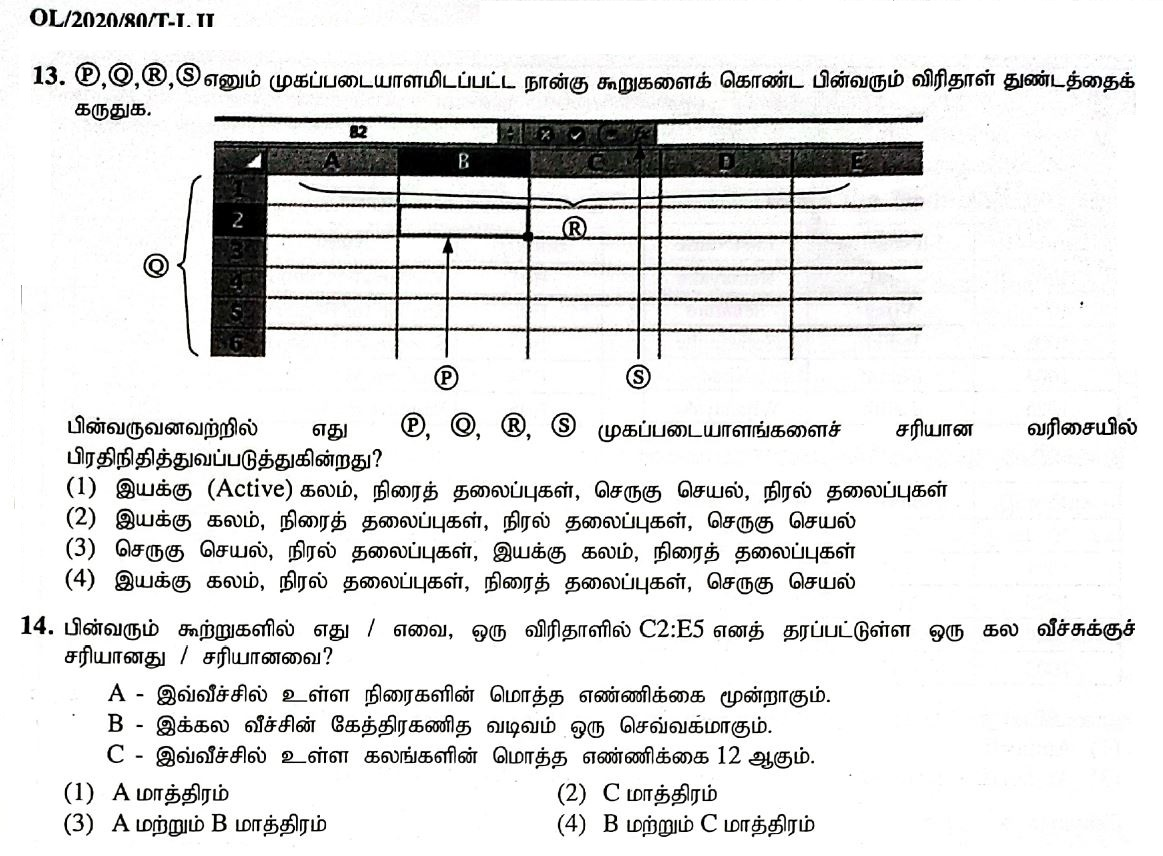 OL/2020/80/T-I, II
13. Ⓟ,Ⓠ,Ⓡ,Ⓢ எனும் முகப்படையாளமிடப்பட்ட நான்கு கூறுகளைக் கொண்ட பின்வரும் விரிதாள் துண்டத்தைக்
கருதுக.
B2
A B C D E
1
2
3
4
5
6
Ⓡ
Ⓠ
Ⓟ
Ⓢ
பின்வருவனவற்றில் எது Ⓟ, Ⓠ, Ⓡ, Ⓢ முகப்படையாளங்களைச் சரியான வரிசையில்
பிரதிநிதித்துவப்படுத்துகின்றது?
(1) இயக்கு (Active) கலம், நிரைத் தலைப்புகள், செருகு செயல், நிரல் தலைப்புகள்
(2) இயக்கு கலம், நிரைத் தலைப்புகள், நிரல் தலைப்புகள், செருகு செயல்
(3) செருகு செயல், நிரல் தலைப்புகள், இயக்கு கலம், நிரைத் தலைப்புகள்
(4) இயக்கு கலம், நிரல் தலைப்புகள், நிரைத் தலைப்புகள், செருகு செயல்
14. பின்வரும் கூற்றுகளில் எது / எவை, ஒரு விரிதாளில் C2:E5 எனத் தரப்பட்டுள்ள ஒரு கல வீச்சுக்குச்
சரியானது / சரியானவை?
A - இவ்வீச்சில் உள்ள நிரைகளின் மொத்த எண்ணிக்கை மூன்றாகும்.
B - இக்கல வீச்சின் கேத்திரகணித வடிவம் ஒரு செவ்வகமாகும்.
C - இவ்வீச்சில் உள்ள கலங்களின் மொத்த எண்ணிக்கை 12 ஆகும்.
(1) A மாத்திரம் (2) C மாத்திரம்
(3) A மற்றும் B மாத்திரம் (4) B மற்றும் C மாத்திரம்